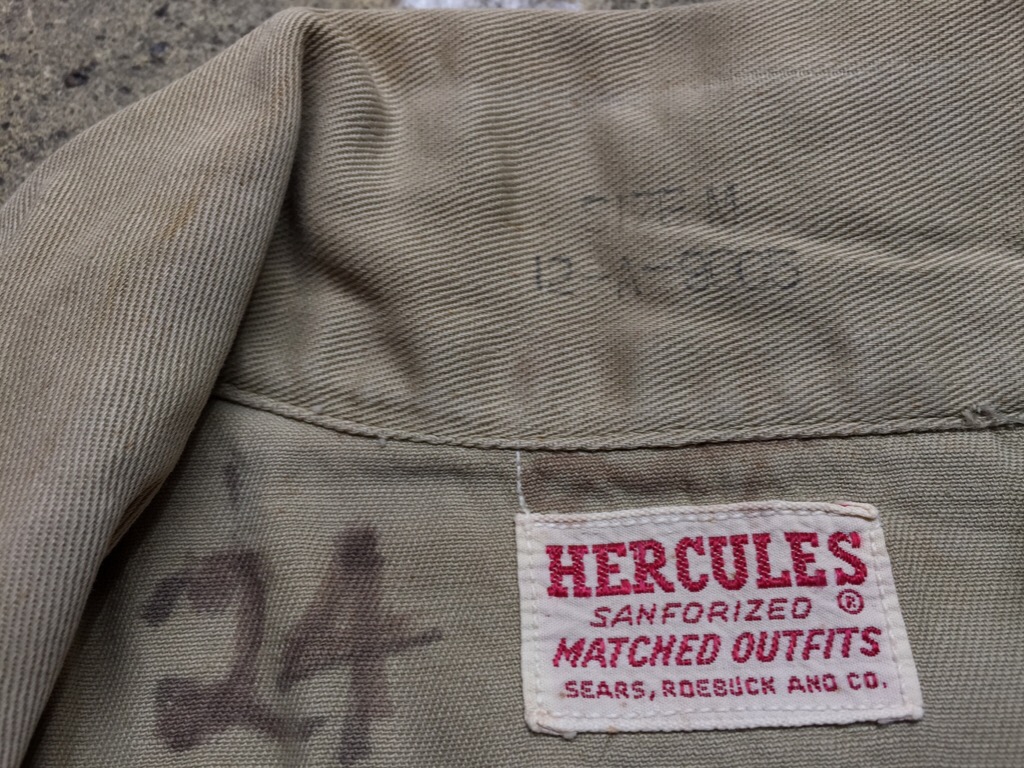 24
HERCULES
SANFORIZED ®
MATCHED OUTFITS
SEARS, ROEBUCK AND CO.